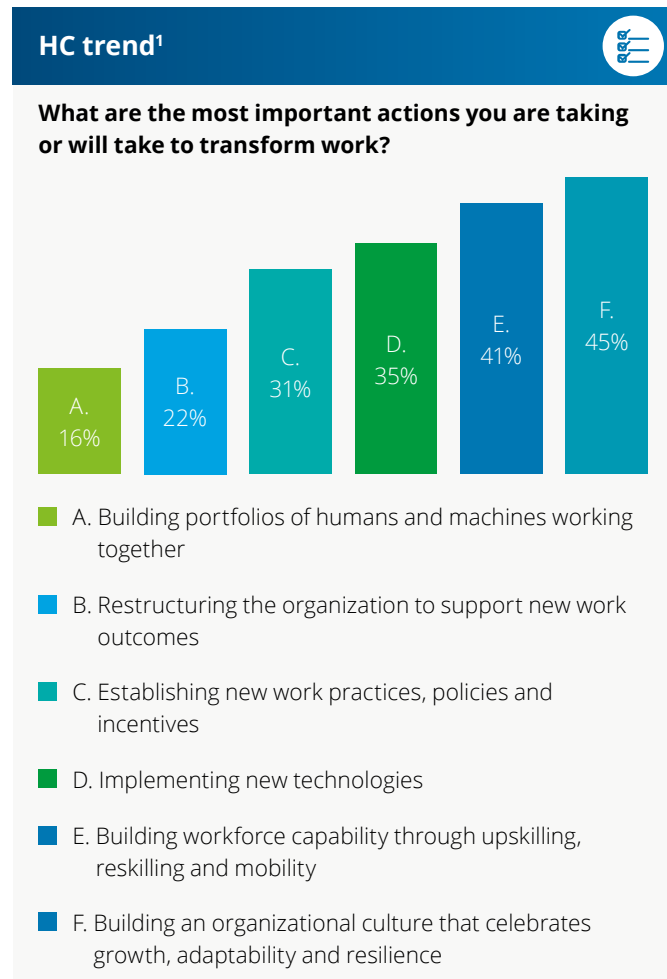 HC trend¹
What are the most important actions you are taking
or will take to transform work?
A.
16%
B.
22%
C.
31%
D.
35%
E.
41%
F.
45%
A. Building portfolios of humans and machines working
together
B. Restructuring the organization to support new work
outcomes
C. Establishing new work practices, policies and
incentives
D. Implementing new technologies
E. Building workforce capability through upskilling,
reskilling and mobility
F. Building an organizational culture that celebrates
growth, adaptability and resilience